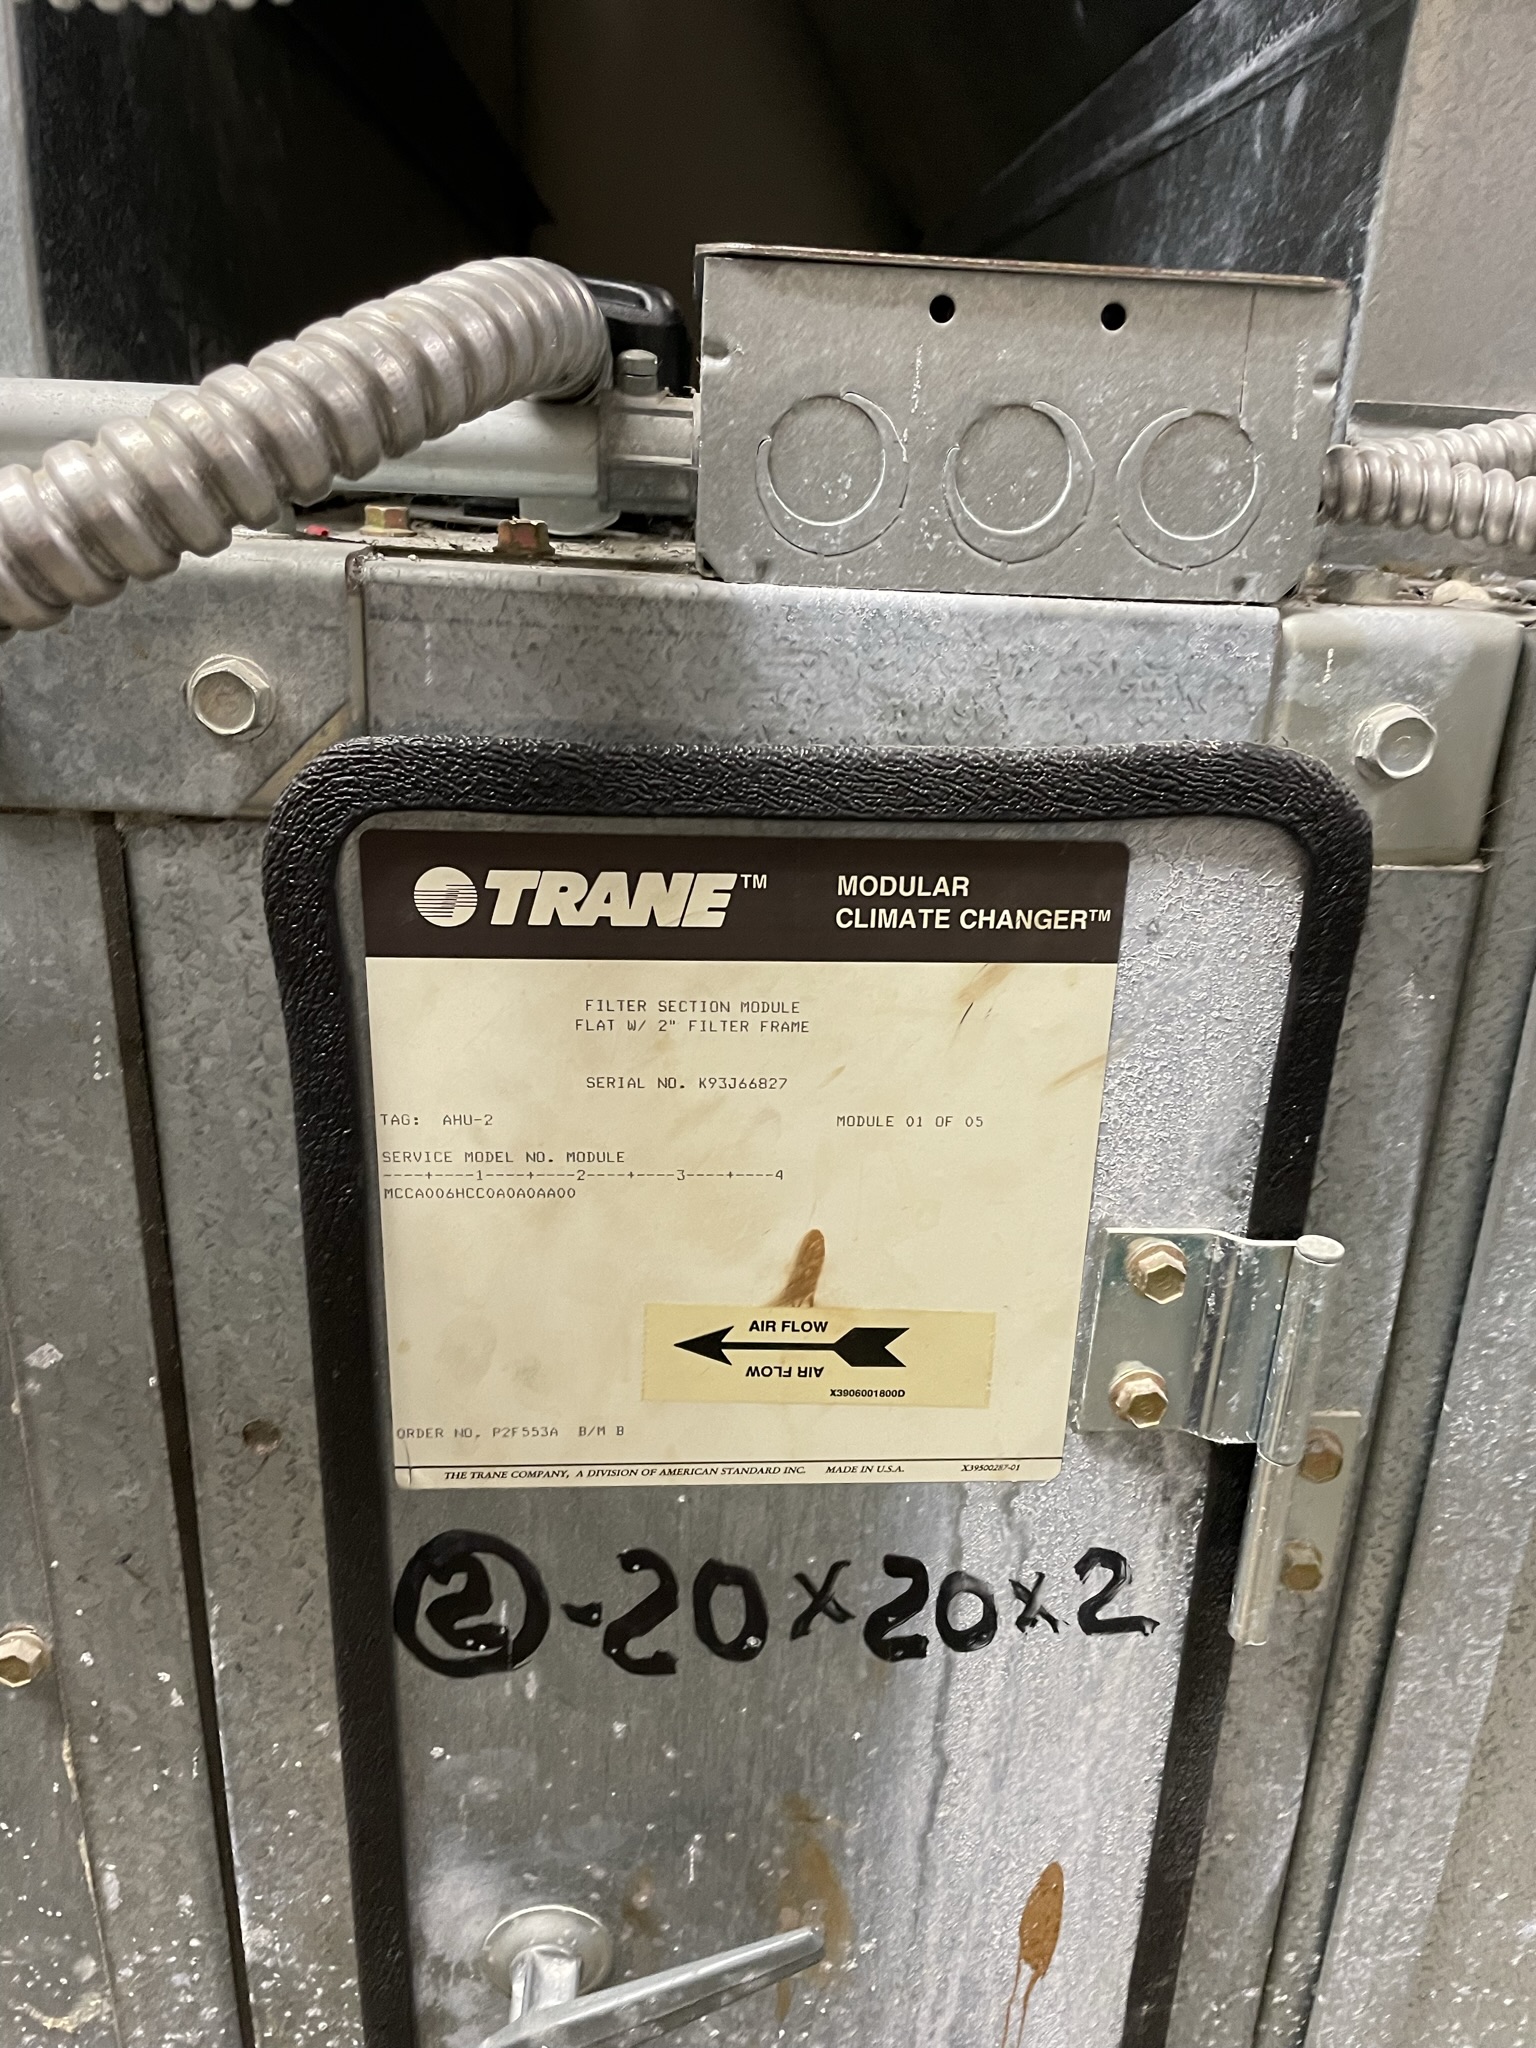 TRANE™
MODULAR
CLIMATE CHANGER™
FILTER SECTION MODULE
FLAT W/ 2" FILTER FRAME
SERIAL NO. K93J66827
TAG: AHU-2
MODULE 01 OF 05
SERVICE MODEL NO. MODULE
----+----1----+----2----+----3----+----4
MCCA006HCC0A0A0AA00
AIR FLOW
AIR FLOW
X3906001800D
ORDER NO. P2F553A B/M B
THE TRANE COMPANY, A DIVISION OF AMERICAN STANDARD INC. MADE IN U.S.A. X39500287-01
2-20x20x2